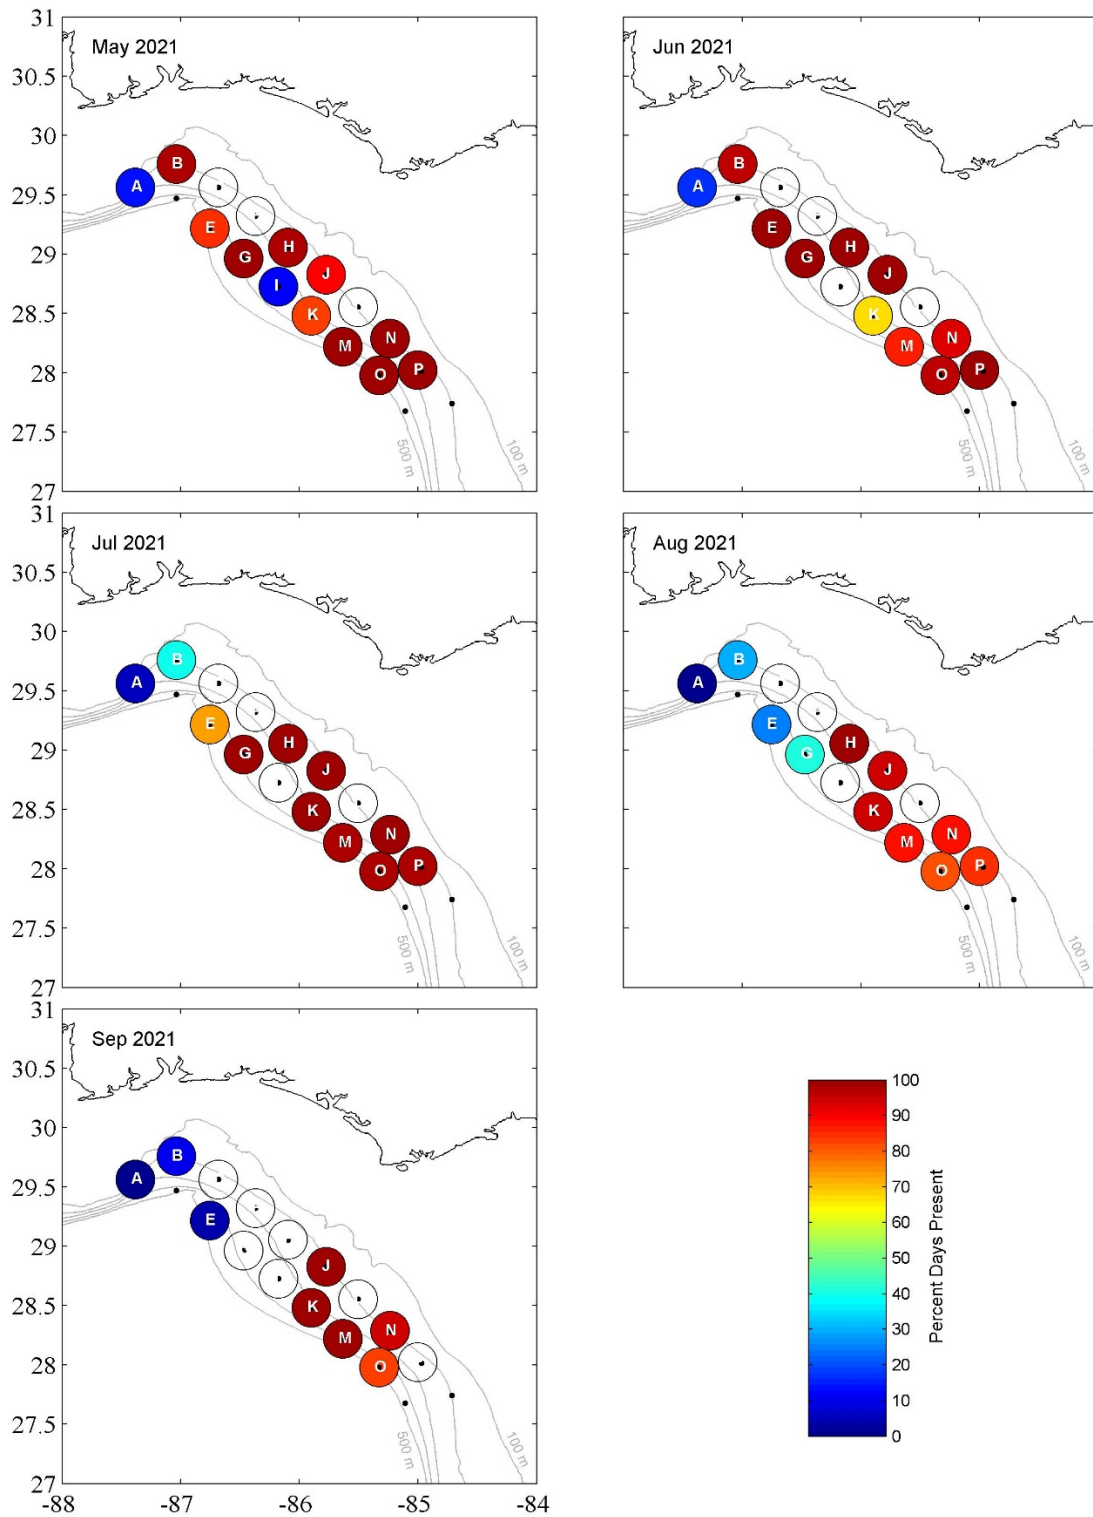 31
May 2021
30.5
30
B
A
29.5
E
H
29
G
J
I
28.5
K
N
M
28
O
P
27.5
500 m
100 m
27
Jun 2021
B
A
E
H
G
J
K
N
M
O
P
500 m
100 m
31
Jul 2021
30.5
30
B
A
29.5
E
H
29
G
J
28.5
K
N
M
28
O
P
27.5
500 m
100 m
27
Aug 2021
B
A
E
H
G
J
K
N
M
O
P
500 m
100 m
31
Sep 2021
30.5
30
B
A
29.5
E
29
J
28.5
K
N
M
28
O
27.5
500 m
100 m
27
-88
-87
-86
-85
-84
100
90
80
70
60
50
40
30
20
10
0
Percent Days Present